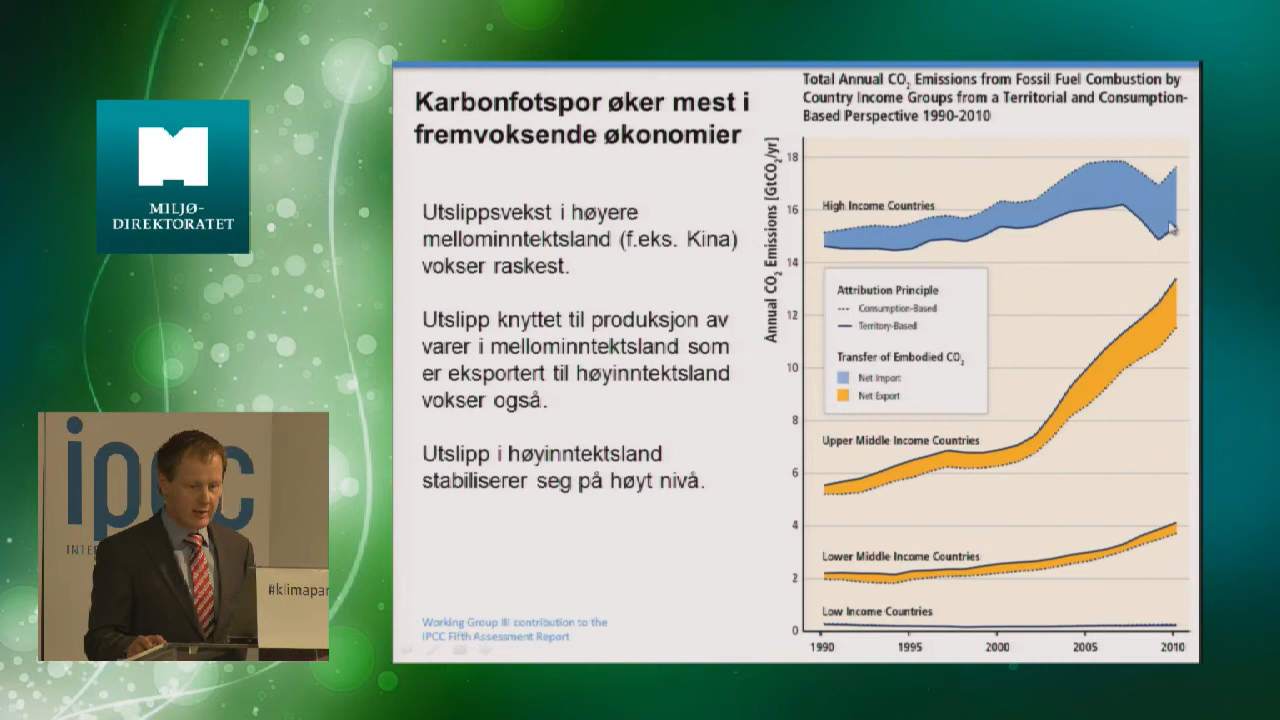 MILJØ-
DIREKTORATET
ipcc
INTE
#klimapa
Karbonfotspor øker mest i
fremvoksende økonomier
Utslippsvekst i høyere
mellominntektsland (f.eks. Kina)
vokser raskest.
Utslipp knyttet til produksjon av
varer i mellominntektsland som
er eksportert til høyinntektsland
vokser også.
Utslipp i høyinntektsland
stabiliserer seg på høyt nivå.
Working Group III contribution to the
IPCC Fifth Assessment Report
Total Annual CO₂ Emissions from Fossil Fuel Combustion by
Country Income Groups from a Territorial and Consumption-
Based Perspective 1990-2010
Annual CO₂ Emissions [GtCO₂/yr]
18
16
14
12
10
8
6
4
2
0
High Income Countries
Attribution Principle
Consumption-Based
Territory-Based
Transfer of Embodied CO₂
Net Import
Net Export
Upper Middle Income Countries
Lower Middle Income Countries
Low Income Countries
1990 1995 2000 2005 2010